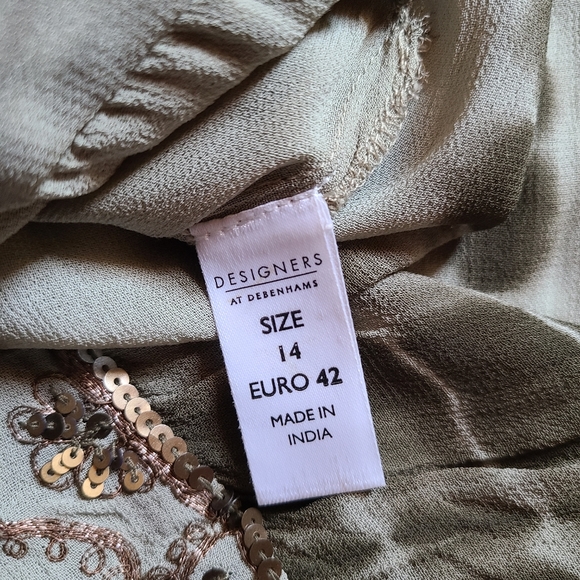 DESIGNERS
AT DEBENHAMS
SIZE
14
EURO 42
MADE IN
INDIA